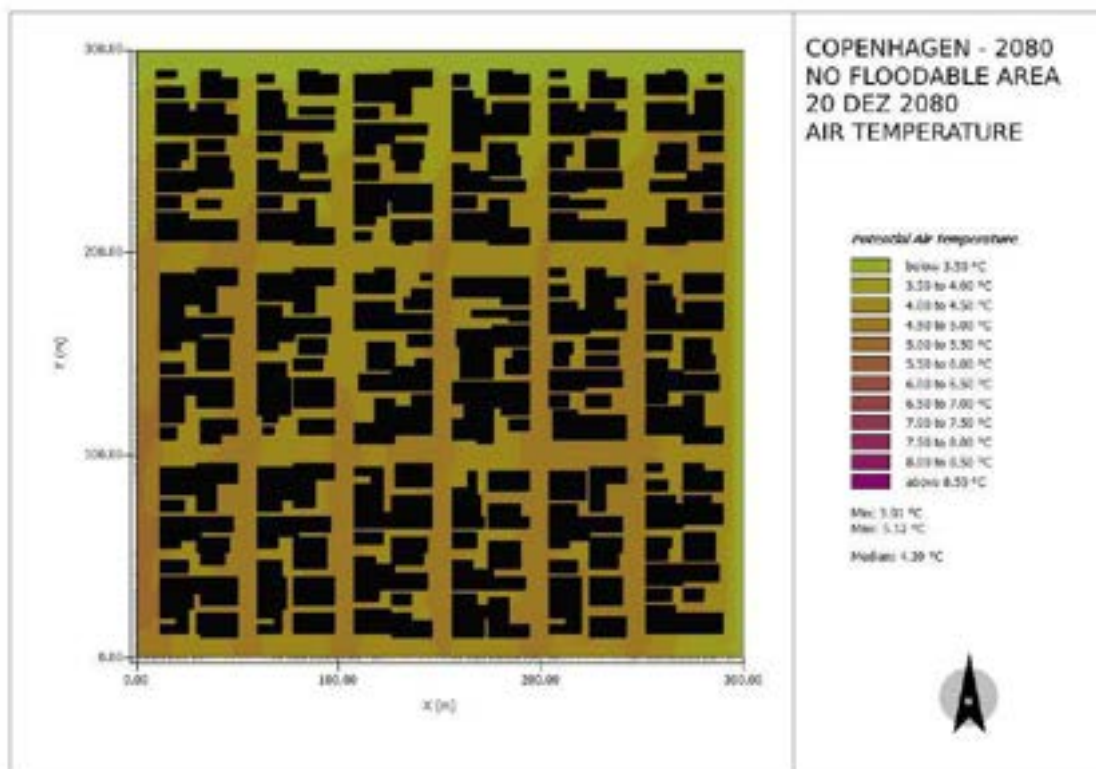 COPENHAGEN - 2080
NO FLOODABLE AREA
20 DEZ 2080
AIR TEMPERATURE
300.00
200.00
100.00
0.00
Y [m]
0.00
100.00
200.00
300.00
X [m]
Potential Air Temperature
below 3.50 °C
3.50 to 4.00 °C
4.00 to 4.50 °C
4.50 to 5.00 °C
5.00 to 5.50 °C
5.50 to 6.00 °C
6.00 to 6.50 °C
6.50 to 7.00 °C
7.00 to 7.50 °C
7.50 to 8.00 °C
8.00 to 8.50 °C
above 8.50 °C
Min:  °C
Max:  °C
Median:  °C